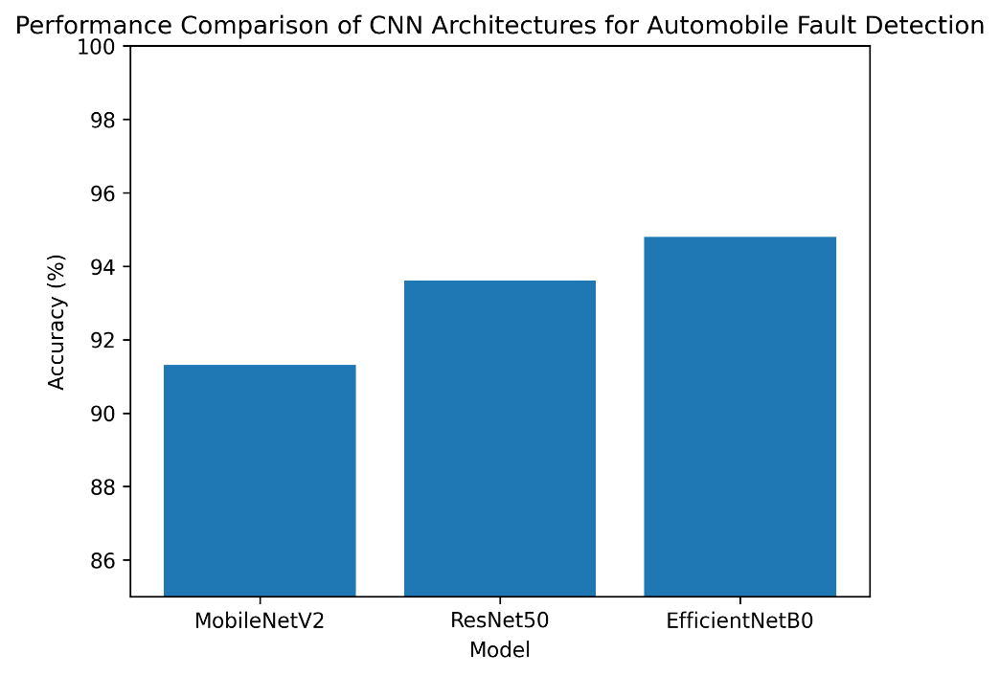 Performance Comparison of CNN Architectures for Automobile Fault Detection
100
98
96
94
92
90
88
86
Accuracy (%)
MobileNetV2 ResNet50 EfficientNetB0
Model